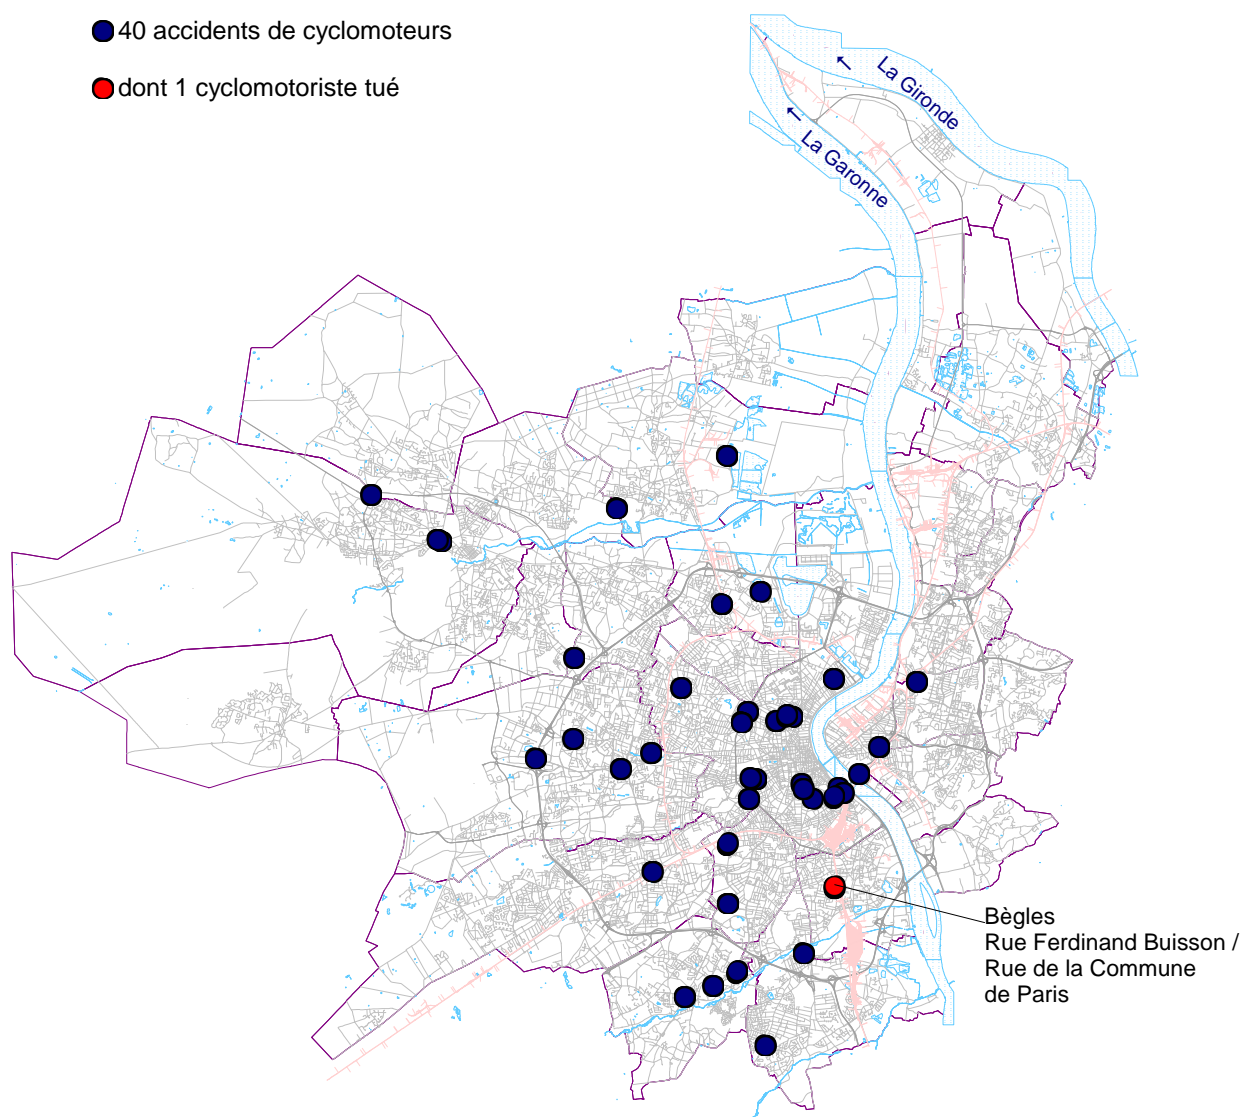 40 accidents de cyclomoteurs
dont 1 cyclomotoriste tué
La Gironde
La Garonne
Bègles
Rue Ferdinand Buisson /
Rue de la Commune
de Paris